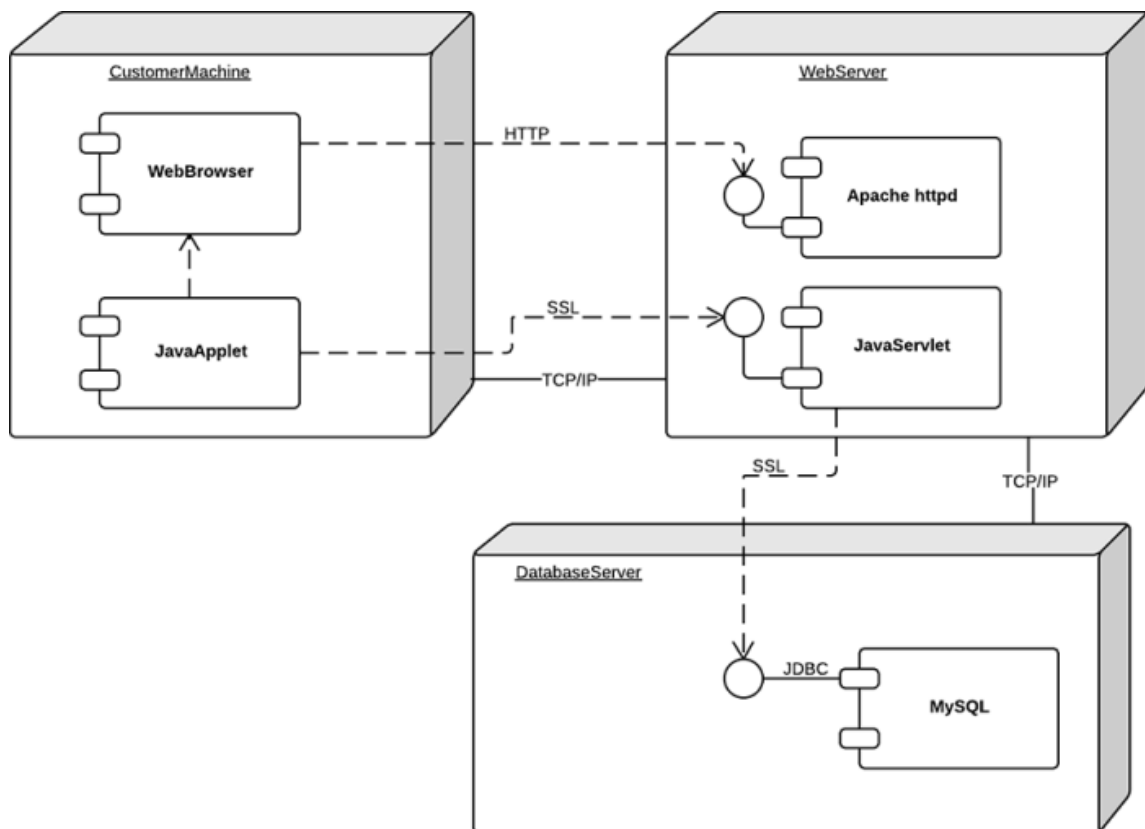 CustomerMachine
WebServer
HTTP
WebBrowser
Apache httpd
SSL
JavaApplet
JavaServlet
TCP/IP
SSL
TCP/IP
DatabaseServer
JDBC
MySQL